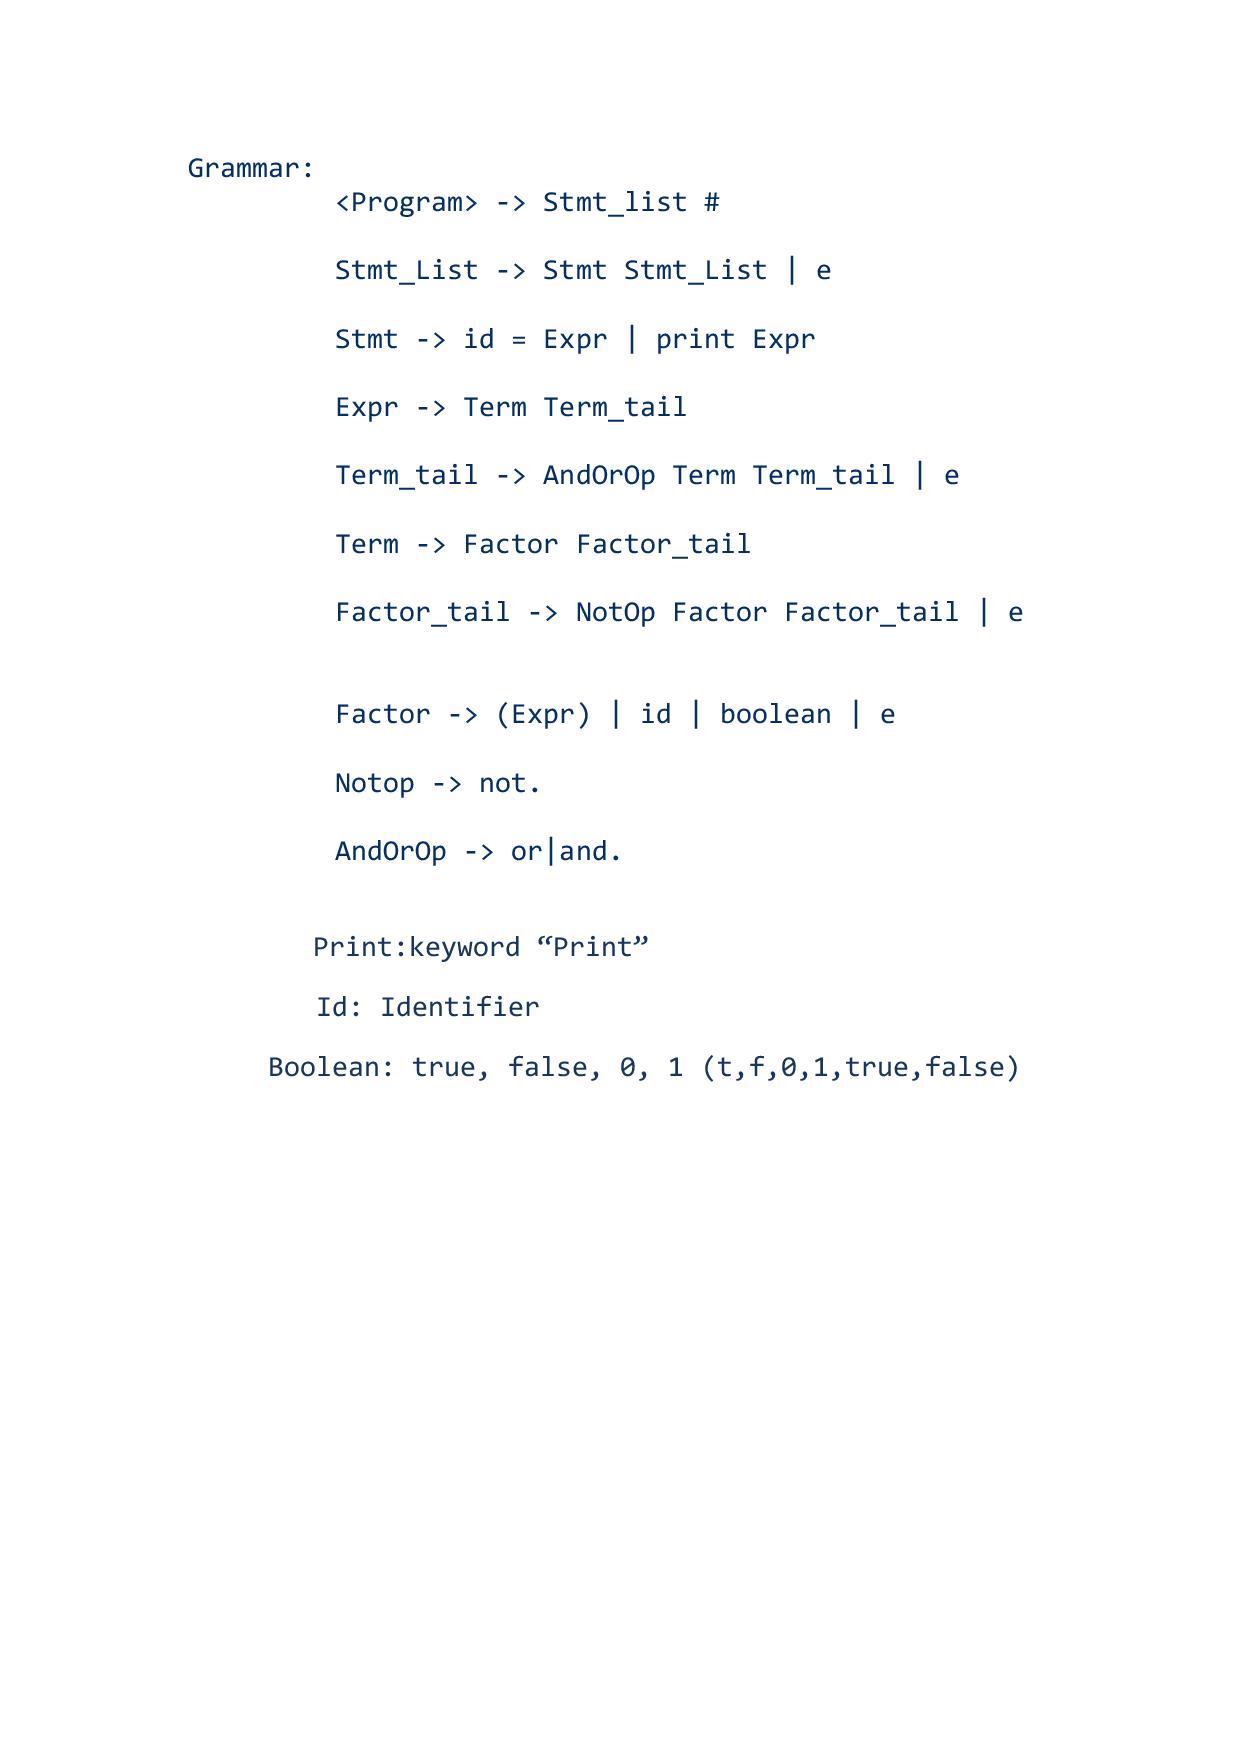 Grammar:
<Program> -> Stmt_list #
Stmt_List -> Stmt Stmt_List | e
Stmt -> id = Expr | print Expr
Expr -> Term Term_tail
Term_tail -> AndOrOp Term Term_tail | e
Term -> Factor Factor_tail
Factor_tail -> NotOp Factor Factor_tail | e
Factor -> (Expr) | id | boolean | e
Notop -> not.
AndOrOp -> or|and.
Print:keyword “Print”
Id: Identifier
Boolean: true, false, 0, 1 (t,f,0,1,true,false)